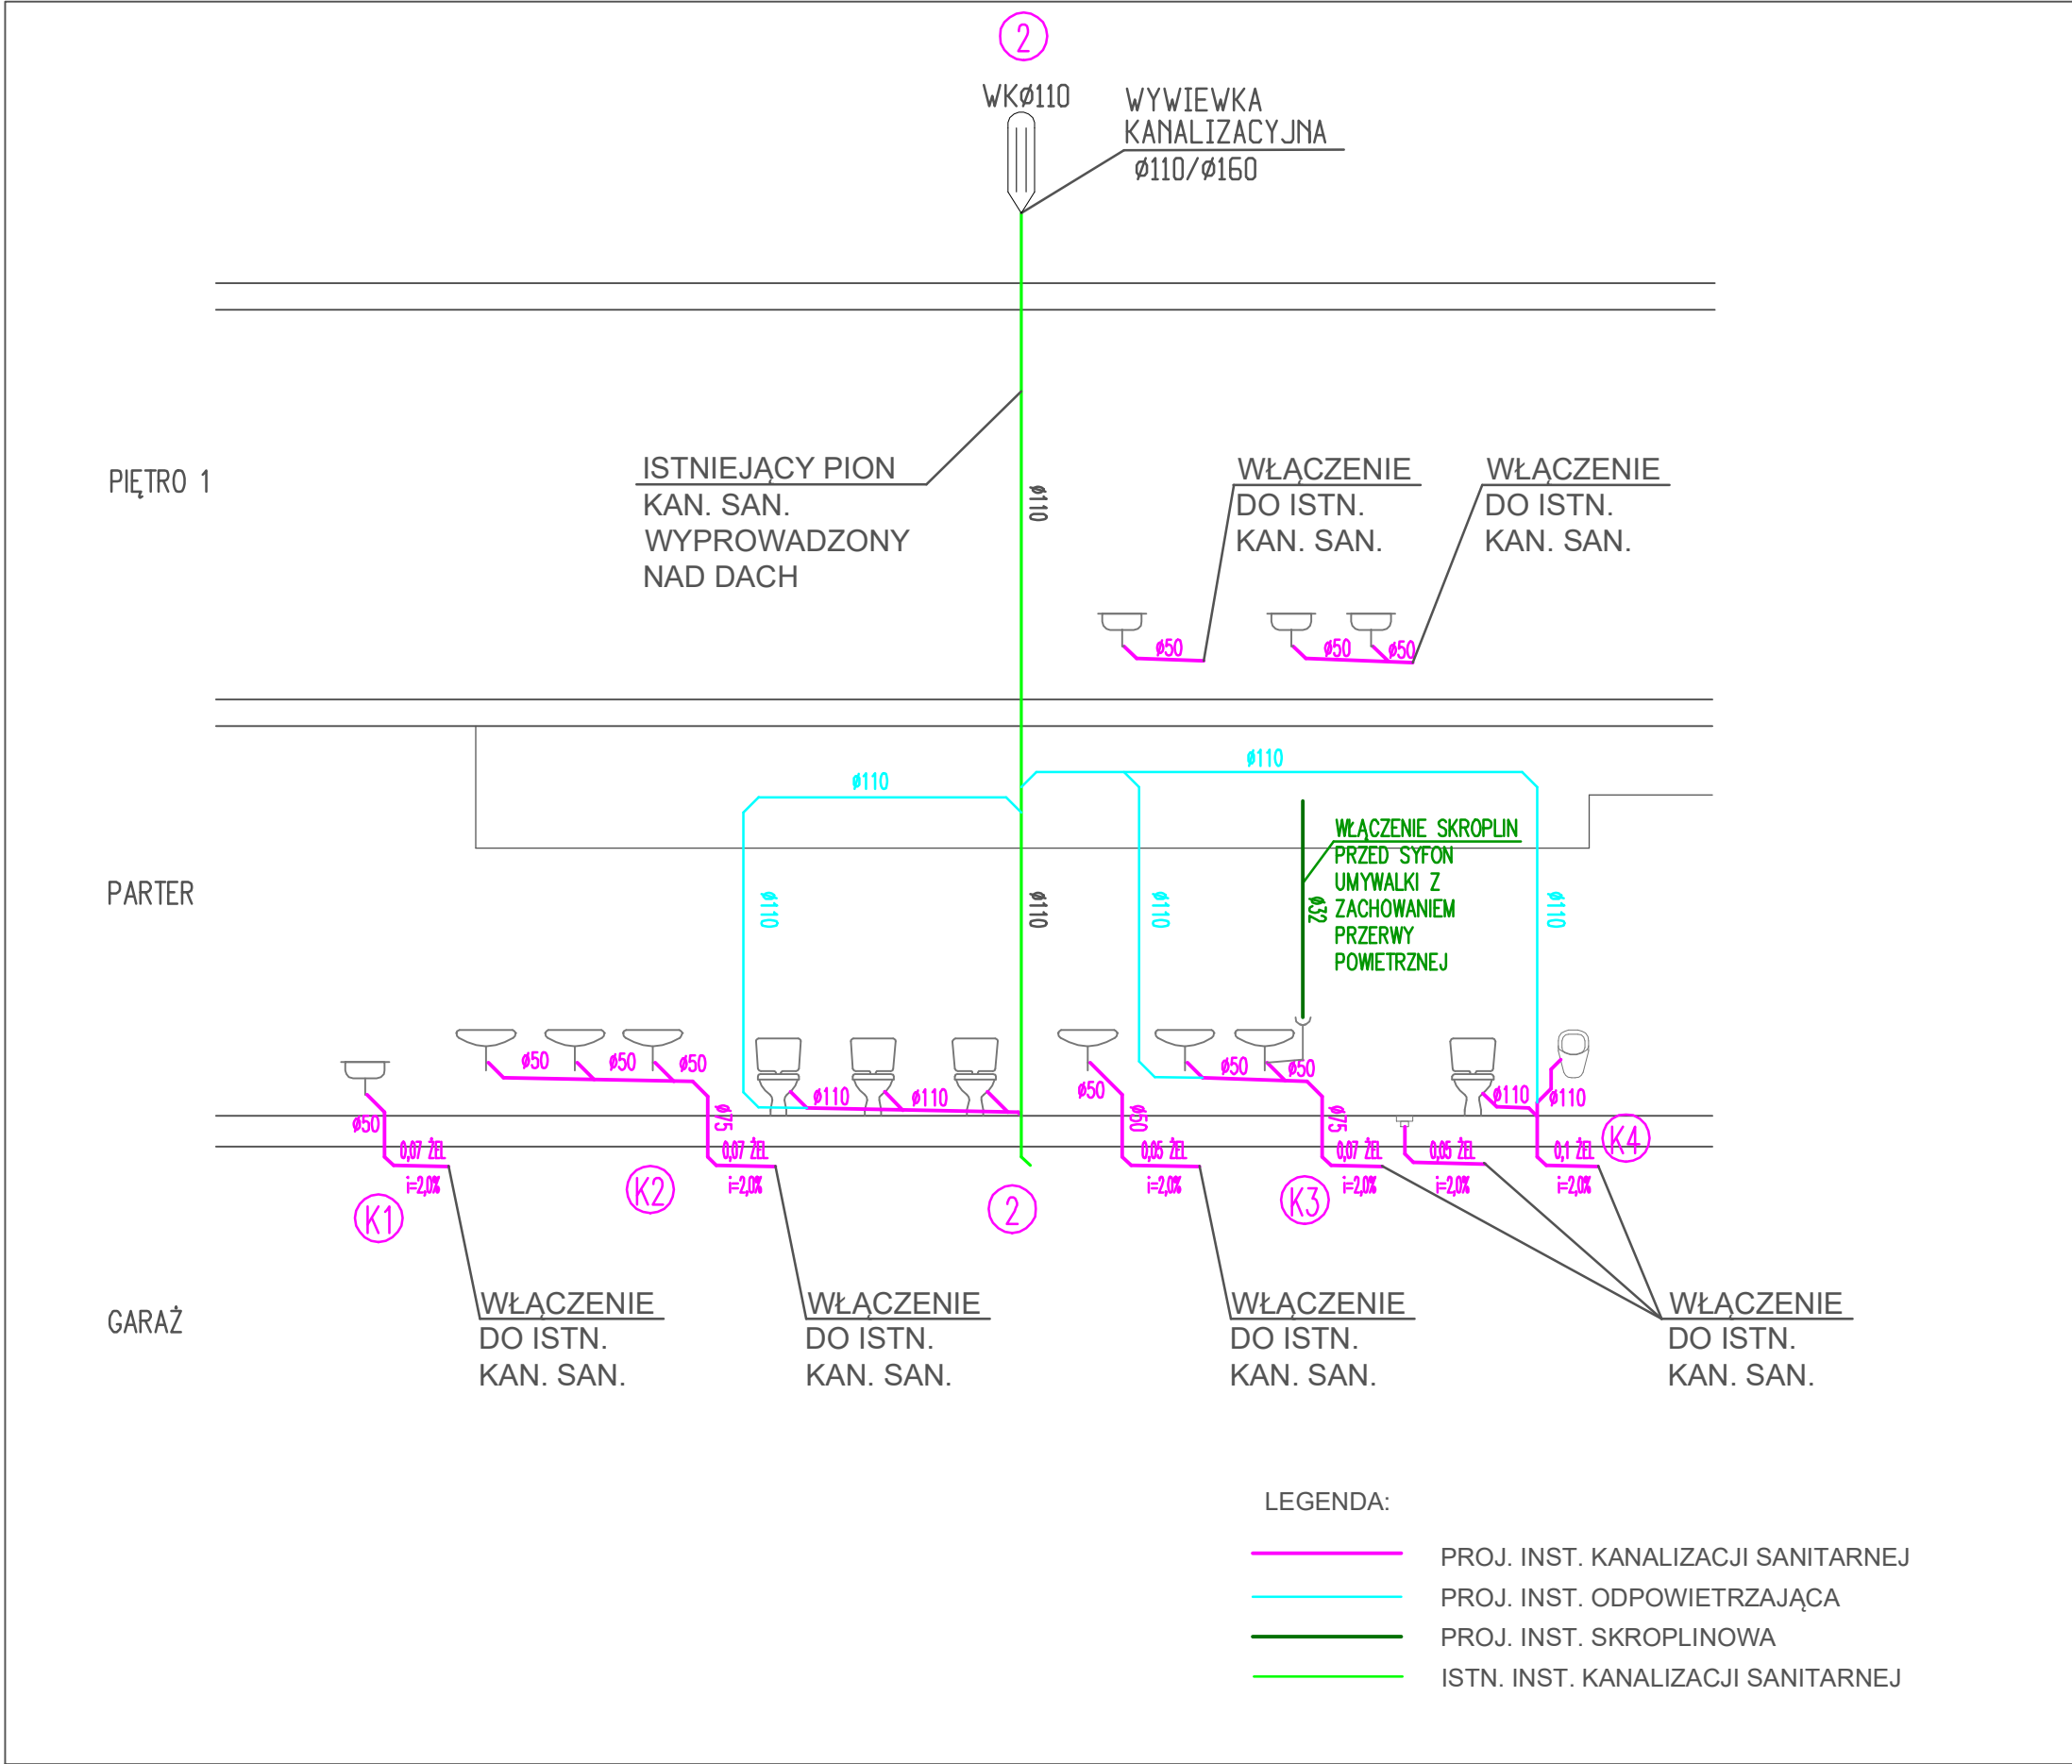 2
WKø110
WYWIEWKA
KANALIZACYJNA
ø110/ø160
PIĘTRO 1
ISTNIEJĄCY PION
KAN. SAN.
WYPROWADZONY
NAD DACH
ø110
WŁĄCZENIE
DO ISTN.
KAN. SAN.
WŁĄCZENIE
DO ISTN.
KAN. SAN.
ø50
ø50
ø50
ø110
ø110
PARTER
ø110
ø110
ø110
ø32
WŁĄCZENIE SKROPLIN
PRZED SYFON
UMYWALKI Z
ZACHOWANIEM
PRZERWY
POWIETRZNEJ
ø110
ø50
ø50
ø50
ø50
ø75
ø110
ø110
ø50
ø50
ø50
ø50
ø75
ø110
ø110
0,07 ŻEL
i=2,0%
0,07 ŻEL
i=2,0%
0,05 ŻEL
i=2,0%
0,07 ŻEL
i=2,0%
0,05 ŻEL
i=2,0%
0,1 ŻEL
i=2,0%
K1
K2
2
K3
K4
GARAŻ
WŁĄCZENIE
DO ISTN.
KAN. SAN.
WŁĄCZENIE
DO ISTN.
KAN. SAN.
WŁĄCZENIE
DO ISTN.
KAN. SAN.
WŁĄCZENIE
DO ISTN.
KAN. SAN.
LEGENDA:
PROJ. INST. KANALIZACJI SANITARNEJ
PROJ. INST. ODPOWIETRZAJĄCA
PROJ. INST. SKROPLINOWA
ISTN. INST. KANALIZACJI SANITARNEJ